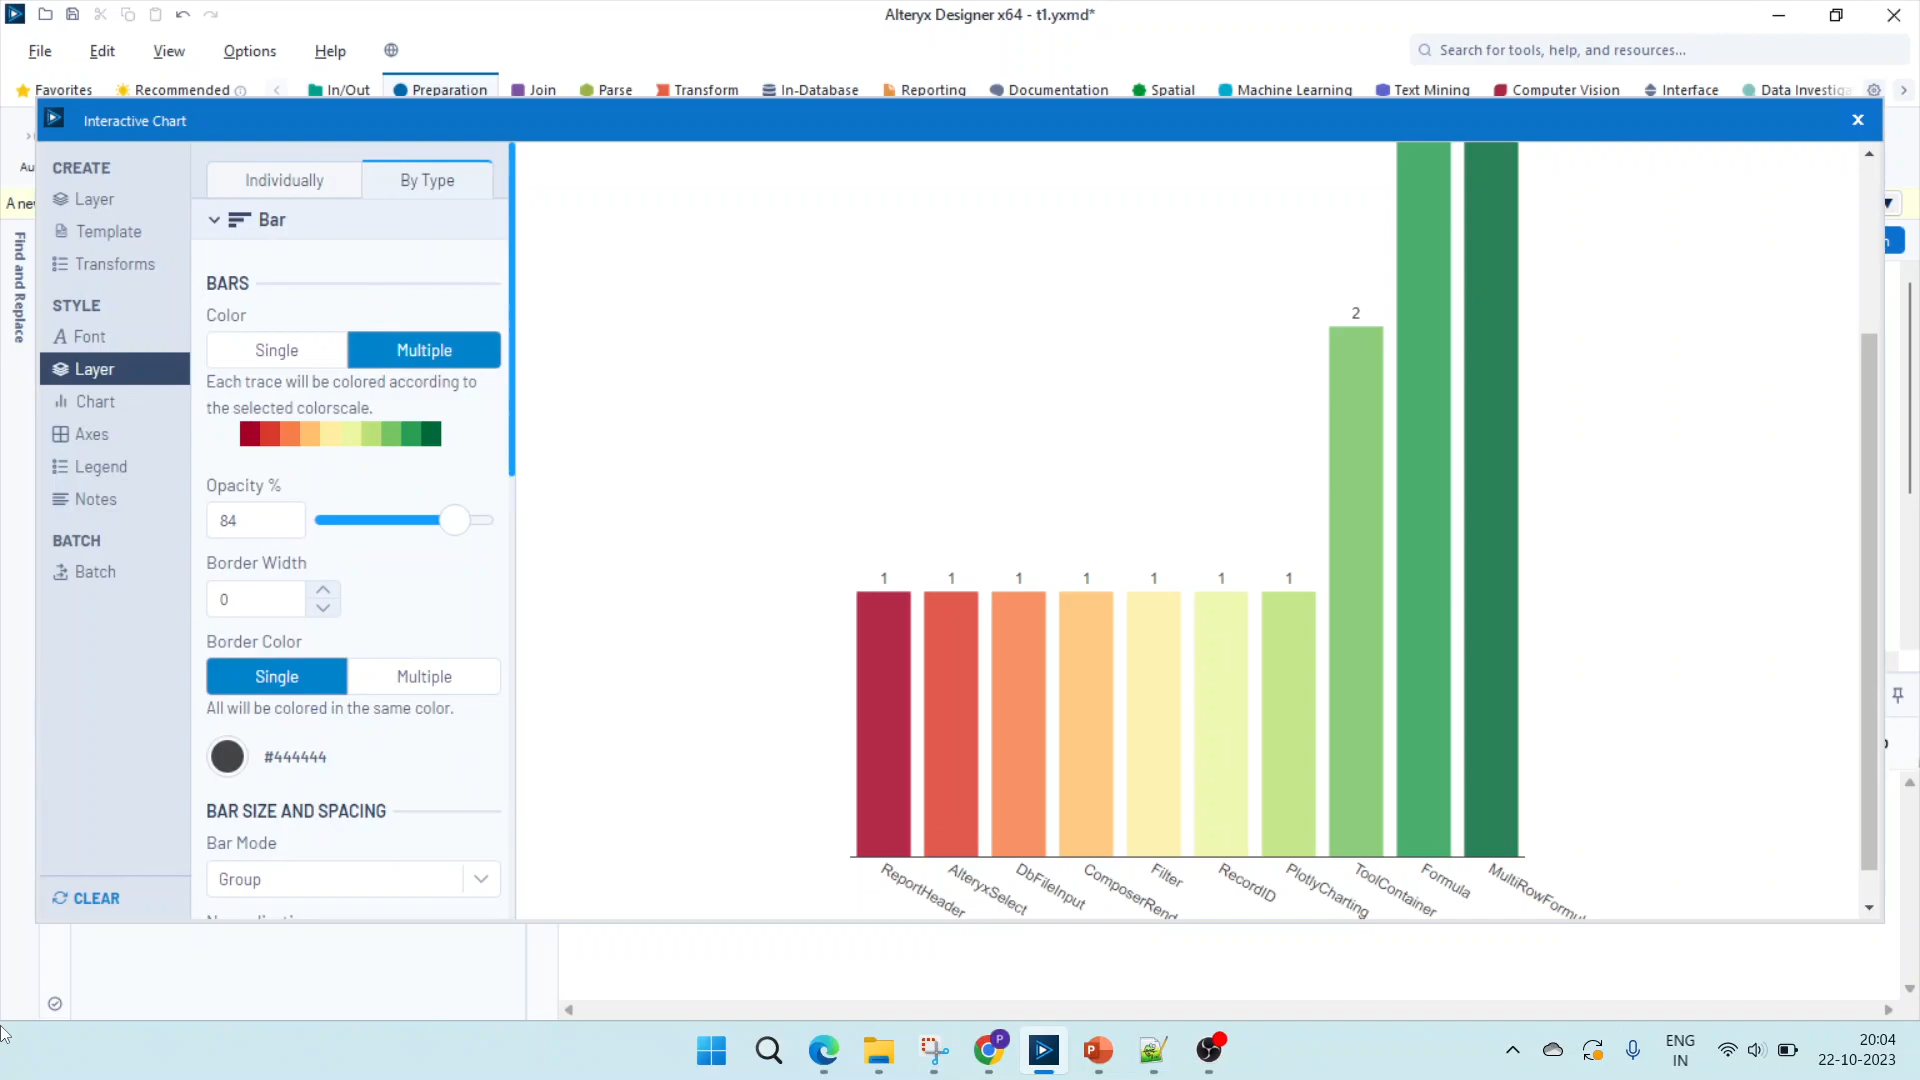 Alteryx Designer x64 - t1.yxmd*
File Edit View Options Help
Search for tools, help, and resources...
Favorites Recommended In/Out Preparation Join Parse Transform In-Database Reporting Documentation Spatial Machine Learning Text Mining Computer Vision Interface Data Investiga
Interactive Chart
Au
A new
Find and Replace
CREATE
Layer
Template
Transforms
STYLE
Font
Layer
Chart
Axes
Legend
Notes
BATCH
Batch
CLEAR
Individually By Type
Bar
BARS
Color
Single Multiple
Each trace will be colored according to
the selected colorscale.
Opacity %
84
Border Width
0
Border Color
Single Multiple
All will be colored in the same color.
#444444
BAR SIZE AND SPACING
Bar Mode
Group
2
1 1 1 1 1 1 1
ReportHeader
AlteryxSelect
DbFileInput
ComposerRend
Filter
RecordID
PlotlyCharting
ToolContainer
Formula
MultiRowFormul
P
P
ENG
IN
20:04
22-10-2023